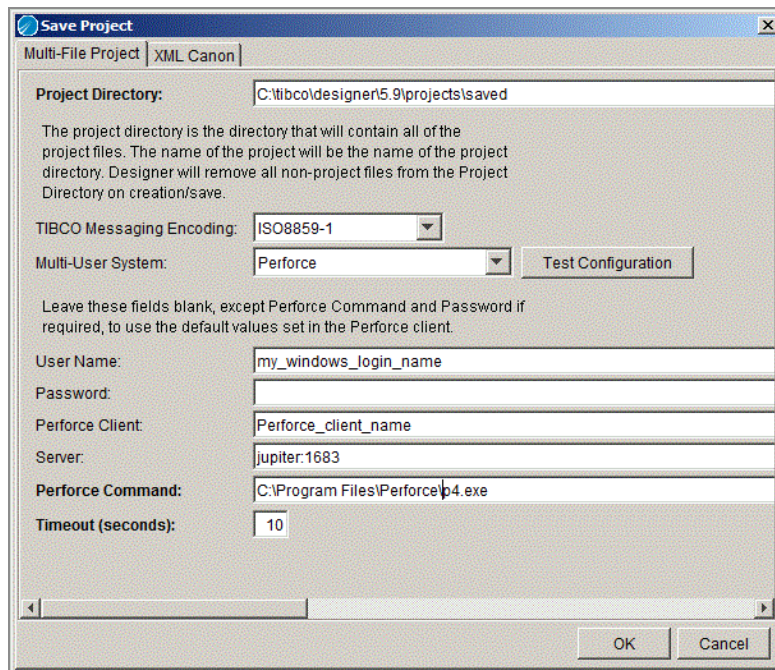 Save Project
Multi-File Project XML Canon
Project Directory: C:\tibco\designer\5.9\projects\saved
The project directory is the directory that will contain all of the
project files. The name of the project will be the name of the project
directory. Designer will remove all non-project files from the Project
Directory on creation/save.
TIBCO Messaging Encoding: ISO8859-1
Multi-User System: Perforce Test Configuration
Leave these fields blank, except Perforce Command and Password if
required, to use the default values set in the Perforce client.
User Name: my_windows_login_name
Password:
Perforce Client: Perforce_client_name
Server: jupiter:1683
Perforce Command: C:\Program Files\Perforce\p4.exe
Timeout (seconds): 10
OK Cancel